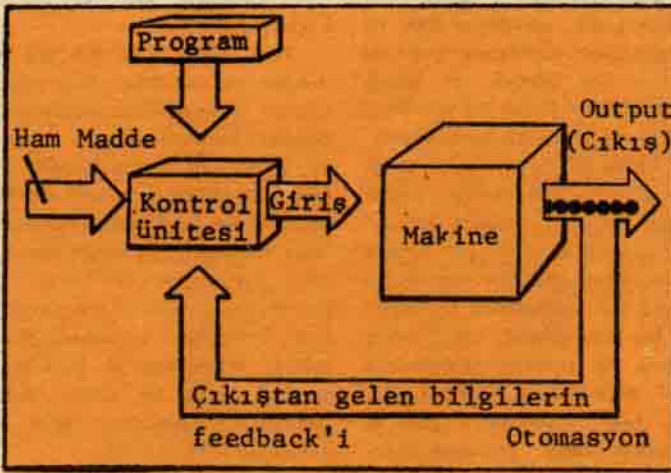 Program
Ham Madde
Kontrol
ünitesi
Giriş
Makine
Output
(Cıkış)
Çıkıştan gelen bilgilerin
feedback'i
Otomasyon